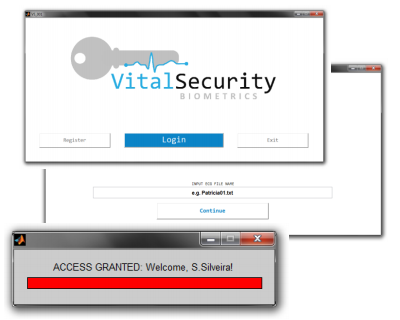 VitalSecurity
BIOMETRICS
Register
Login
Exit
INPUT ECG FILE NAME
e.g. Patricia01.txt
Continue
ACCESS GRANTED: Welcome, S.Silveira!